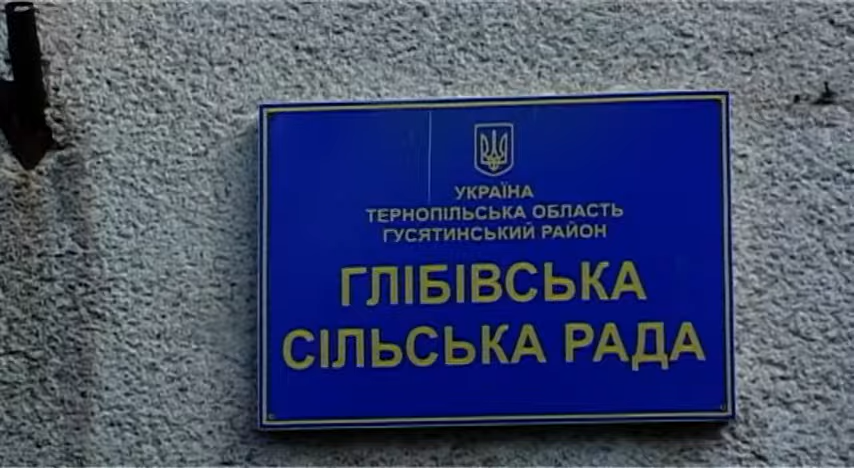 УКРАЇНА
ТЕРНОПІЛЬСЬКА ОБЛАСТЬ
ГУСЯТИНСЬКИЙ РАЙОН
ГЛІБІВСЬКА
СІЛЬСЬКА РАДА